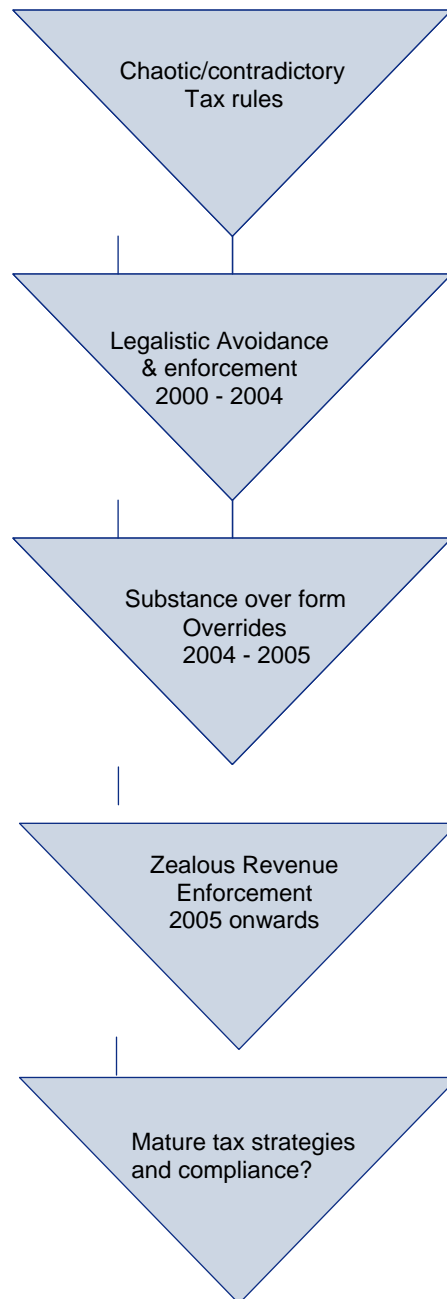 Chaotic/contradictory
Tax rules
Legalistic Avoidance
& enforcement
2000 - 2004
Substance over form
Overrides
2004 - 2005
Zealous Revenue
Enforcement
2005 onwards
Mature tax strategies
and compliance?